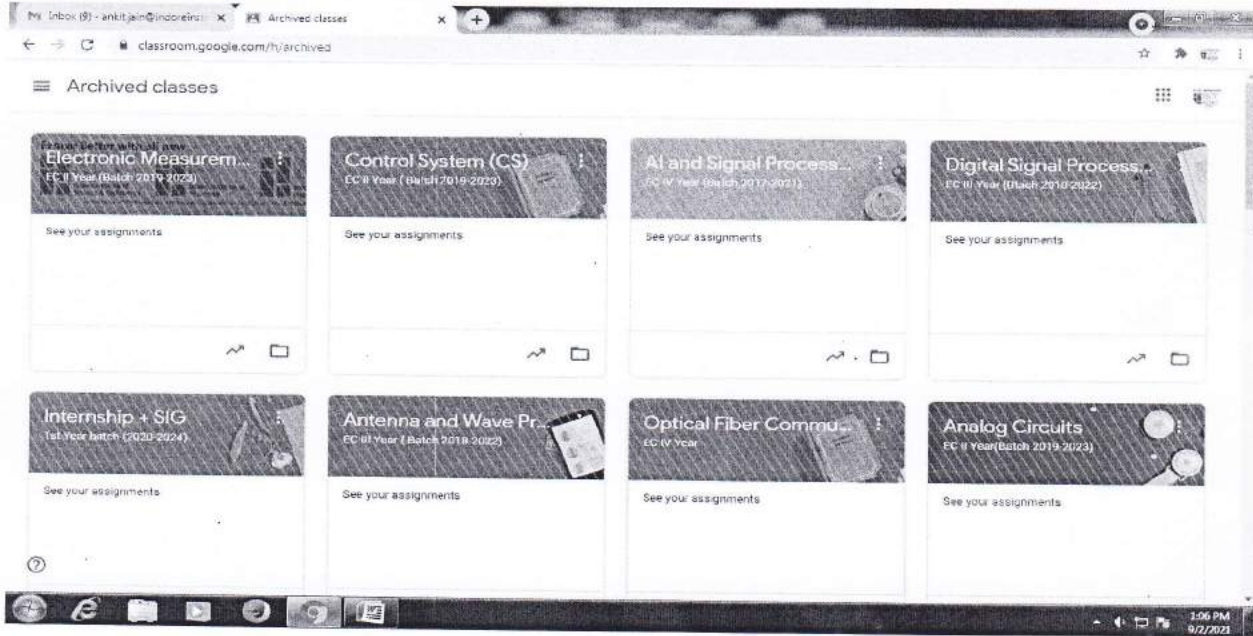 Inbox (9) - ankit.jain@indoreins
Archived classes
classroom.google.com/h/archived
Archived classes
Electronic Measurem...
EC II Year (Batch 2019-2023)
See your assignments
Control System (CS)
EC II Year ( Batch 2019-2023)
See your assignments
AI and Signal Process...
EC IV Year (Batch 2017-2021)
See your assignments
Digital Signal Process...
EC III Year (Btach 2018-2022)
See your assignments
Internship + SIG
1st Year batch (2020-2024)
See your assignments
Antenna and Wave Pr...
EC III Year ( Batch 2018-2022)
See your assignments
Optical Fiber Commu...
EC IV Year
See your assignments
Analog Circuits
EC II Year(Batch 2019-2023)
See your assignments
1:06 PM
9/2/2021